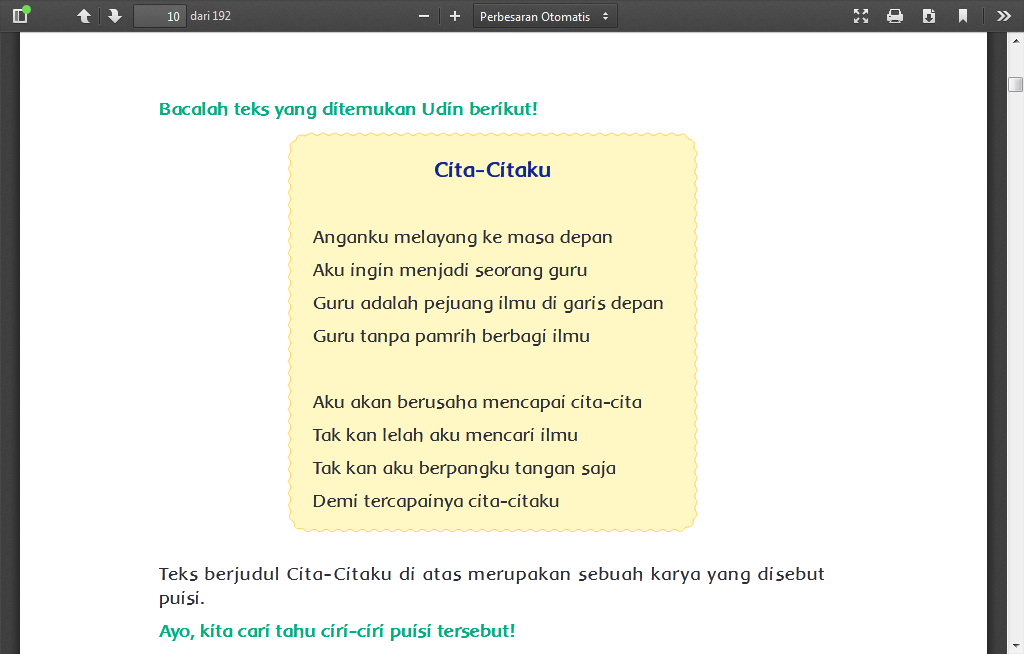 10 dari 192
Perbesaran Otomatis
Bacalah teks yang ditemukan Udin berikut!
Cita-Citaku
Anganku melayang ke masa depan
Aku ingin menjadi seorang guru
Guru adalah pejuang ilmu di garis depan
Guru tanpa pamrih berbagi ilmu
Aku akan berusaha mencapai cita-cita
Tak kan lelah aku mencari ilmu
Tak kan aku berpangku tangan saja
Demi tercapainya cita-citaku
Teks berjudul Cita-Citaku di atas merupakan sebuah karya yang disebut
puisi.
Ayo, kita cari tahu ciri-ciri puisi tersebut!